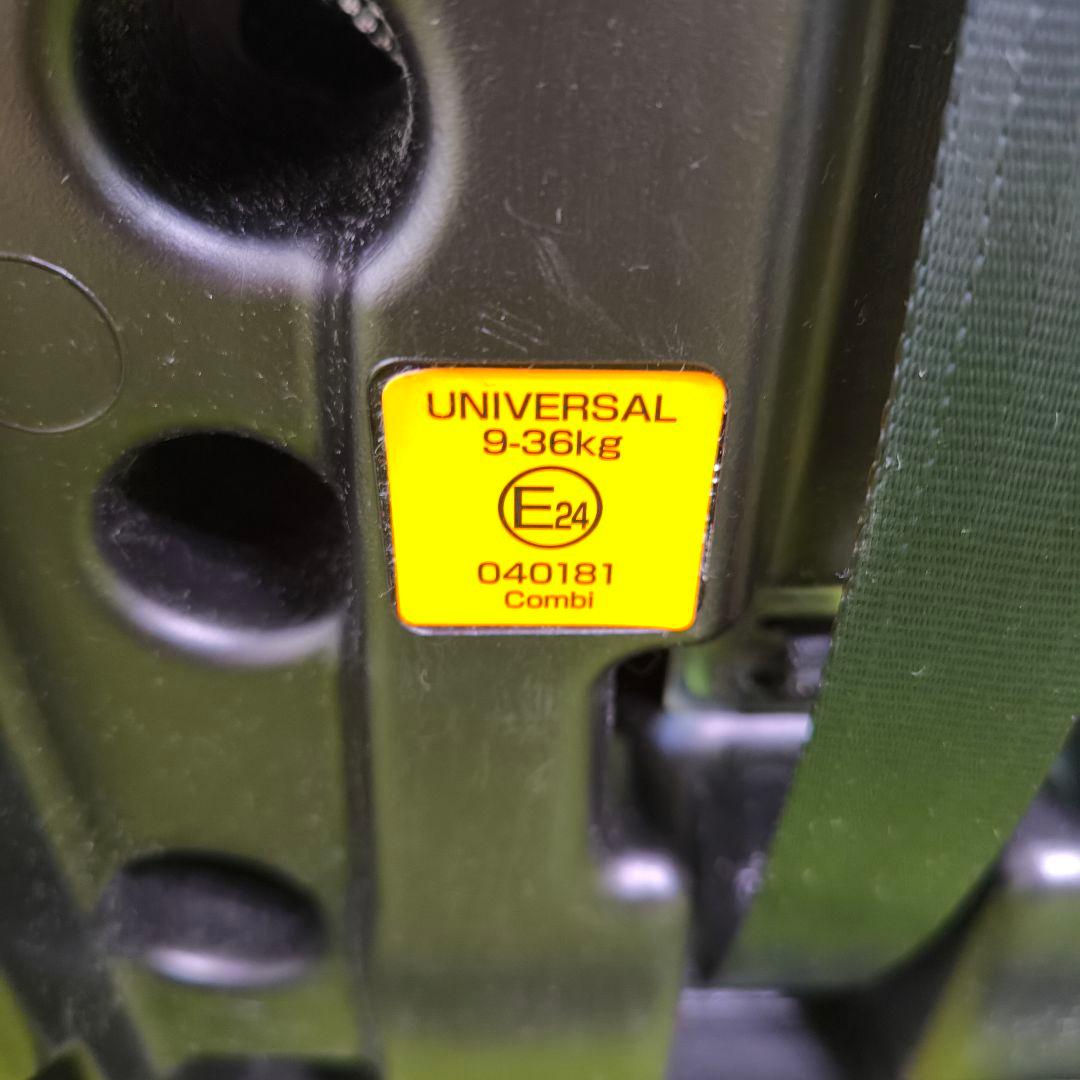 UNIVERSAL
9-36kg
E24
040181
Combi